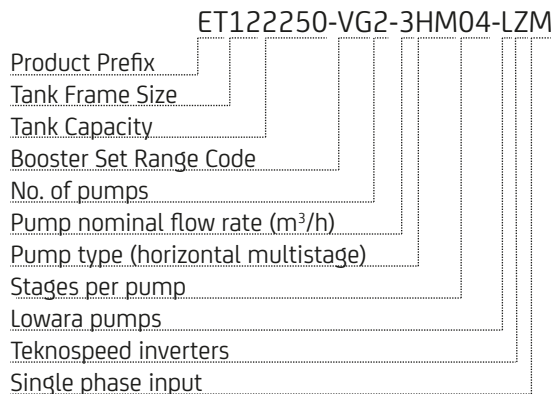 ET122250-VG2-3HM04-LZM
Product Prefix
Tank Frame Size
Tank Capacity
Booster Set Range Code
No. of pumps
Pump nominal flow rate (m³/h)
Pump type (horizontal multistage)
Stages per pump
Lowara pumps
Teknospeed inverters
Single phase input